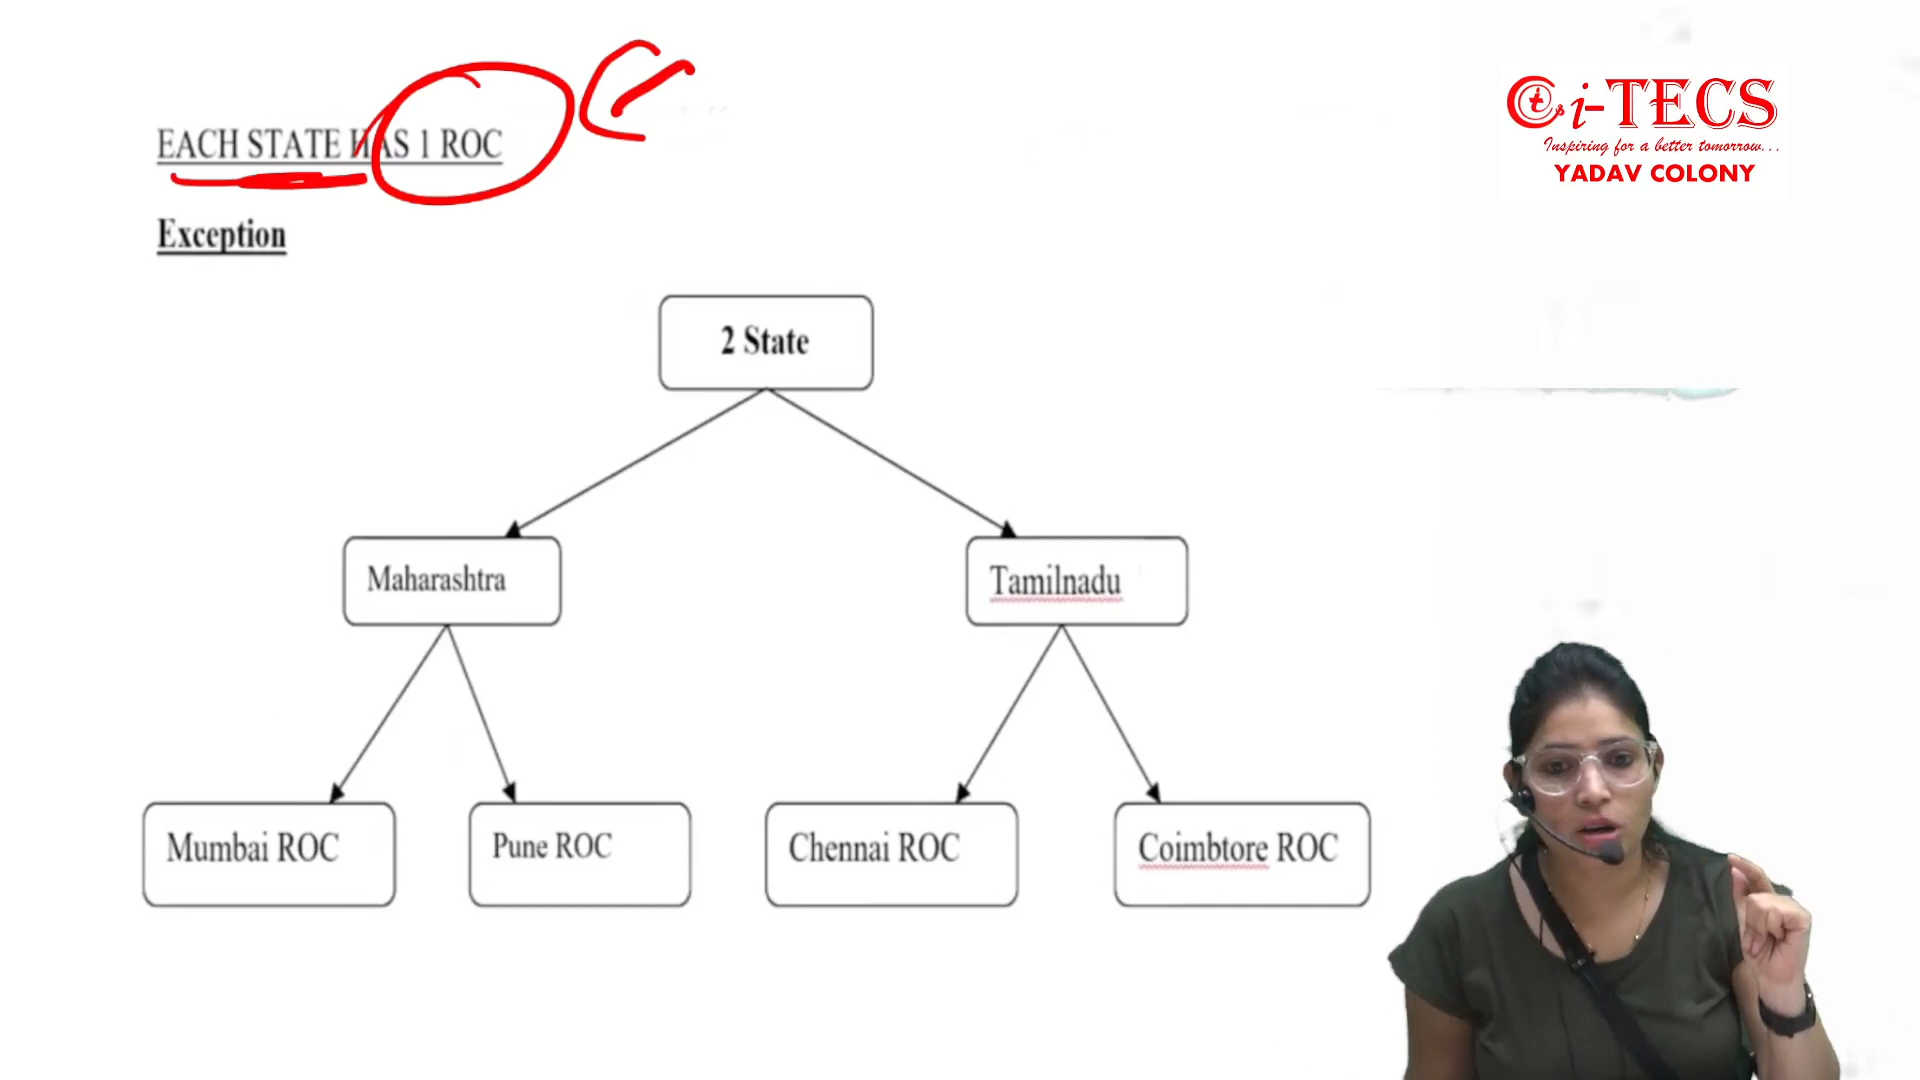 EACH STATE HAS 1 ROC
Exception
2 State
Maharashtra
Tamilnadu
Mumbai ROC
Pune ROC
Chennai ROC
Coimbtore ROC
i-TECS
Inspiring for a better tomorrow...
YADAV COLONY